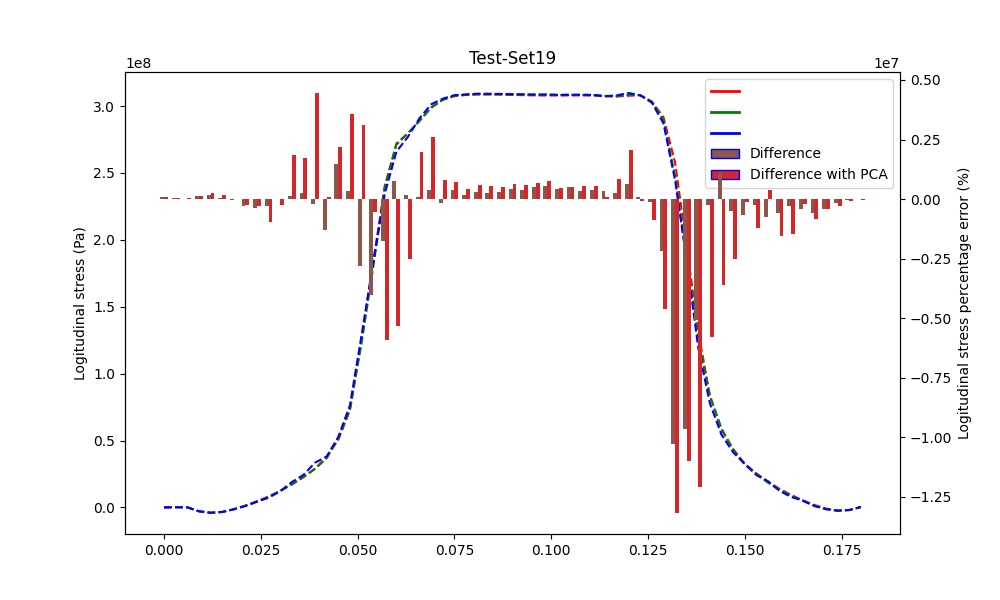 Test-Set19
1e8
1e7
3.0
2.5
2.0
1.5
1.0
0.5
0.0
Logitudinal stress (Pa)
Difference
Difference with PCA
0.50
0.25
0.00
−0.25
−0.50
−0.75
−1.00
−1.25
Logitudinal stress percentage error (%)
0.000 0.025 0.050 0.075 0.100 0.125 0.150 0.175